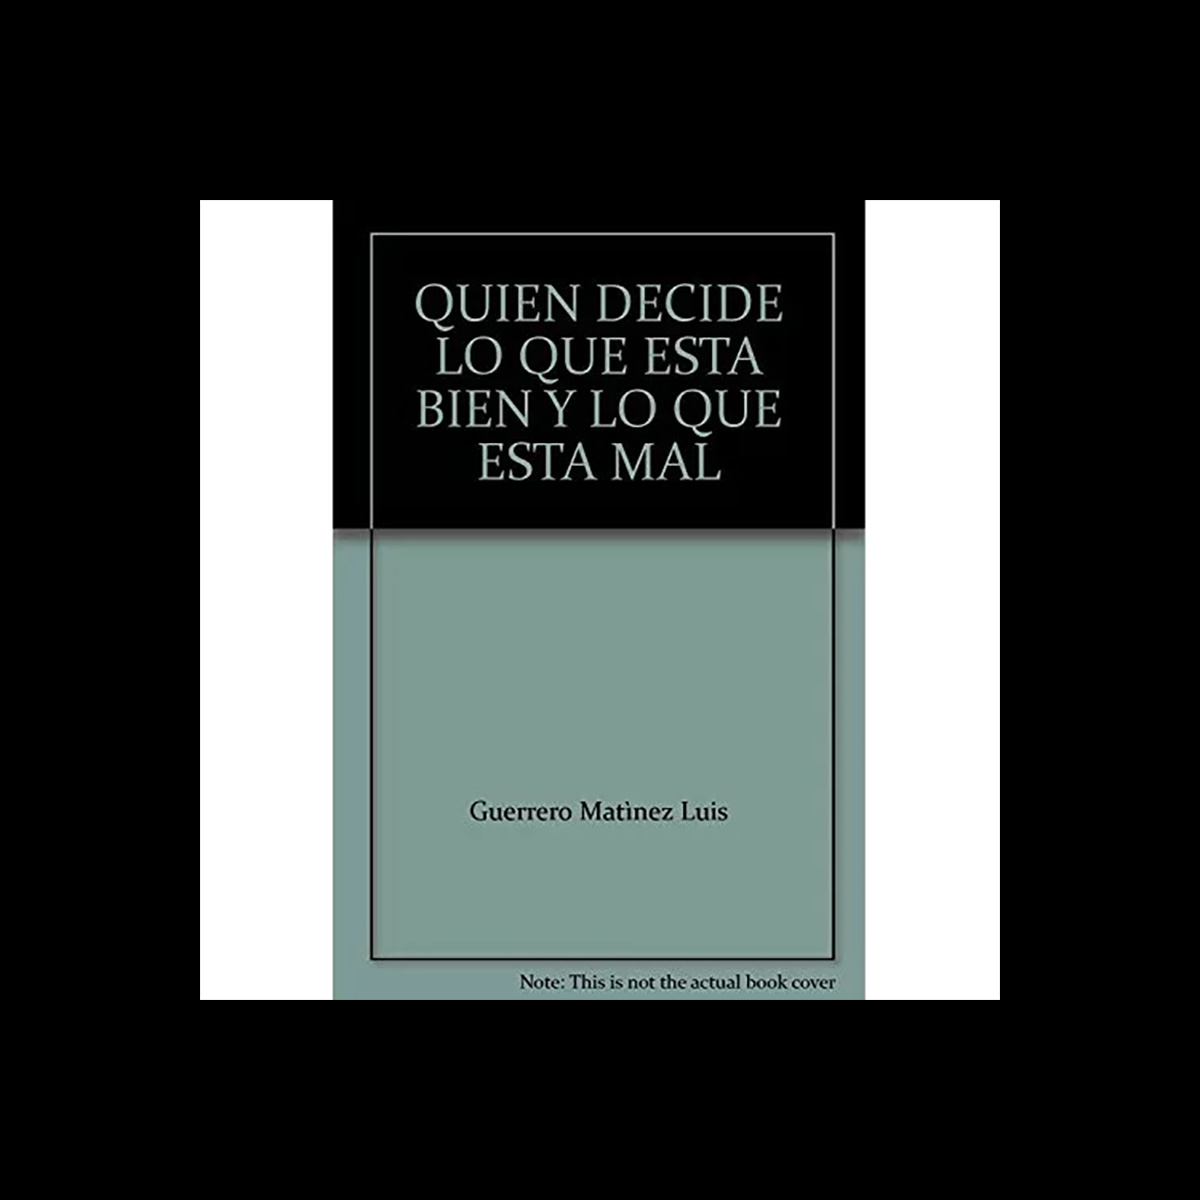 QUIEN DECIDE
LO QUE ESTA
BIEN Y LO QUE
ESTA MAL
Guerrero Matìnez Luis
Note: This is not the actual book cover